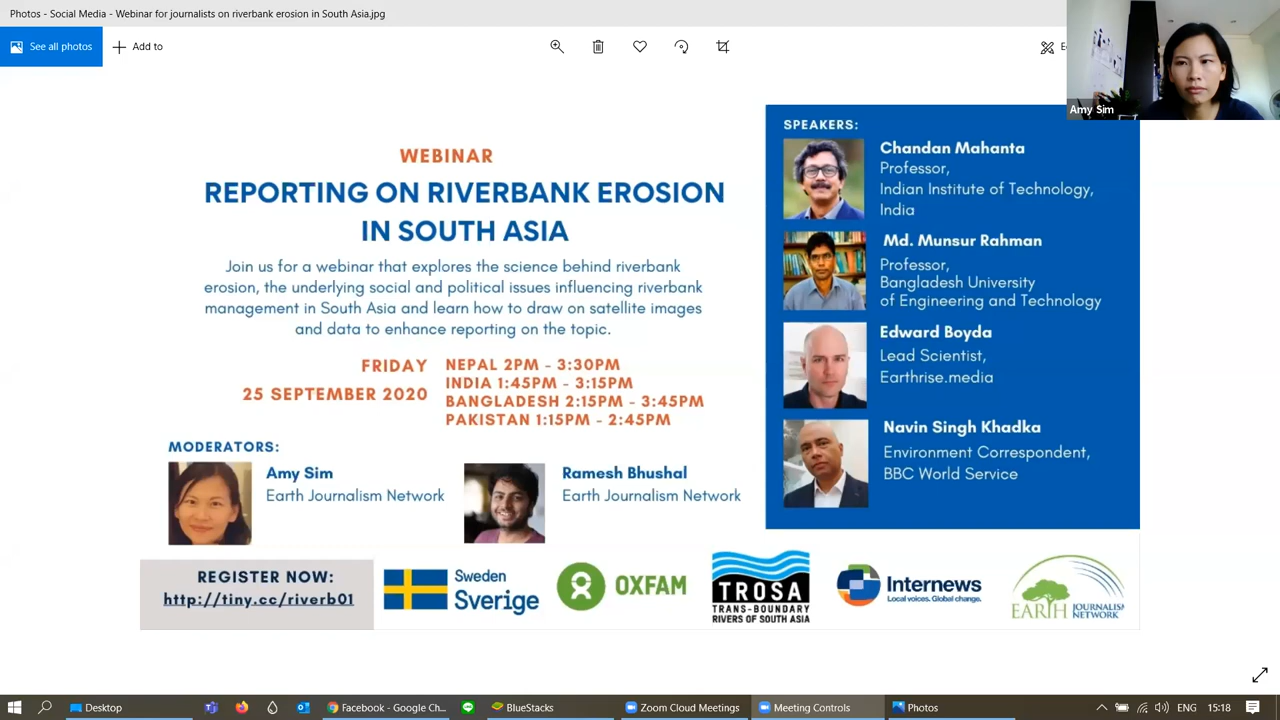 Photos - Social Media - Webinar for journalists on riverbank erosion in South Asia.jpg
See all photos
Add to
E
Amy Sim
WEBINAR
REPORTING ON RIVERBANK EROSION
IN SOUTH ASIA
Join us for a webinar that explores the science behind riverbank
erosion, the underlying social and political issues influencing riverbank
management in South Asia and learn how to draw on satellite images
and data to enhance reporting on the topic.
FRIDAY
25 SEPTEMBER 2020
NEPAL 2PM - 3:30PM
INDIA 1:45PM - 3:15PM
BANGLADESH 2:15PM - 3:45PM
PAKISTAN 1:15PM - 2:45PM
MODERATORS:
Amy Sim
Earth Journalism Network
Ramesh Bhushal
Earth Journalism Network
SPEAKERS:
Chandan Mahanta
Professor,
Indian Institute of Technology,
India
Md. Munsur Rahman
Professor,
Bangladesh University
of Engineering and Technology
Edward Boyda
Lead Scientist,
Earthrise.media
Navin Singh Khadka
Environment Correspondent,
BBC World Service
REGISTER NOW:
http://tiny.cc/riverb01
Sweden
Sverige
OXFAM
TROSA
TRANS-BOUNDARY
RIVERS OF SOUTH ASIA
Internews
Local voices. Global change.
EARTH JOURNALISM
NETWORK
Desktop
Facebook - Google Ch...
BlueStacks
Zoom Cloud Meetings
Meeting Controls
Photos
ENG
15:18